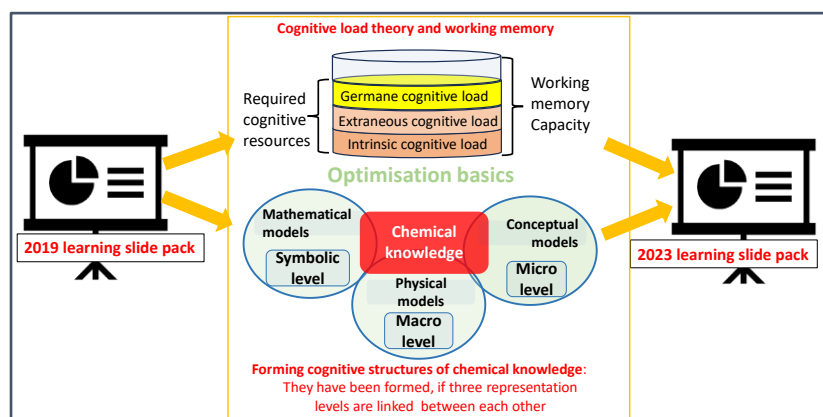 Cognitive load theory and working memory
Required
cognitive
resources
Germane cognitive load
Extraneous cognitive load
Intrinsic cognitive load
Working
memory
Capacity
Optimisation basics
2019 learning slide pack
Mathematical
models
Symbolic
level
Chemical
knowledge
Physical
models
Macro
level
Conceptual
models
Micro
level
2023 learning slide pack
Forming cognitive structures of chemical knowledge:
They have been formed, if three representation
levels are linked between each other